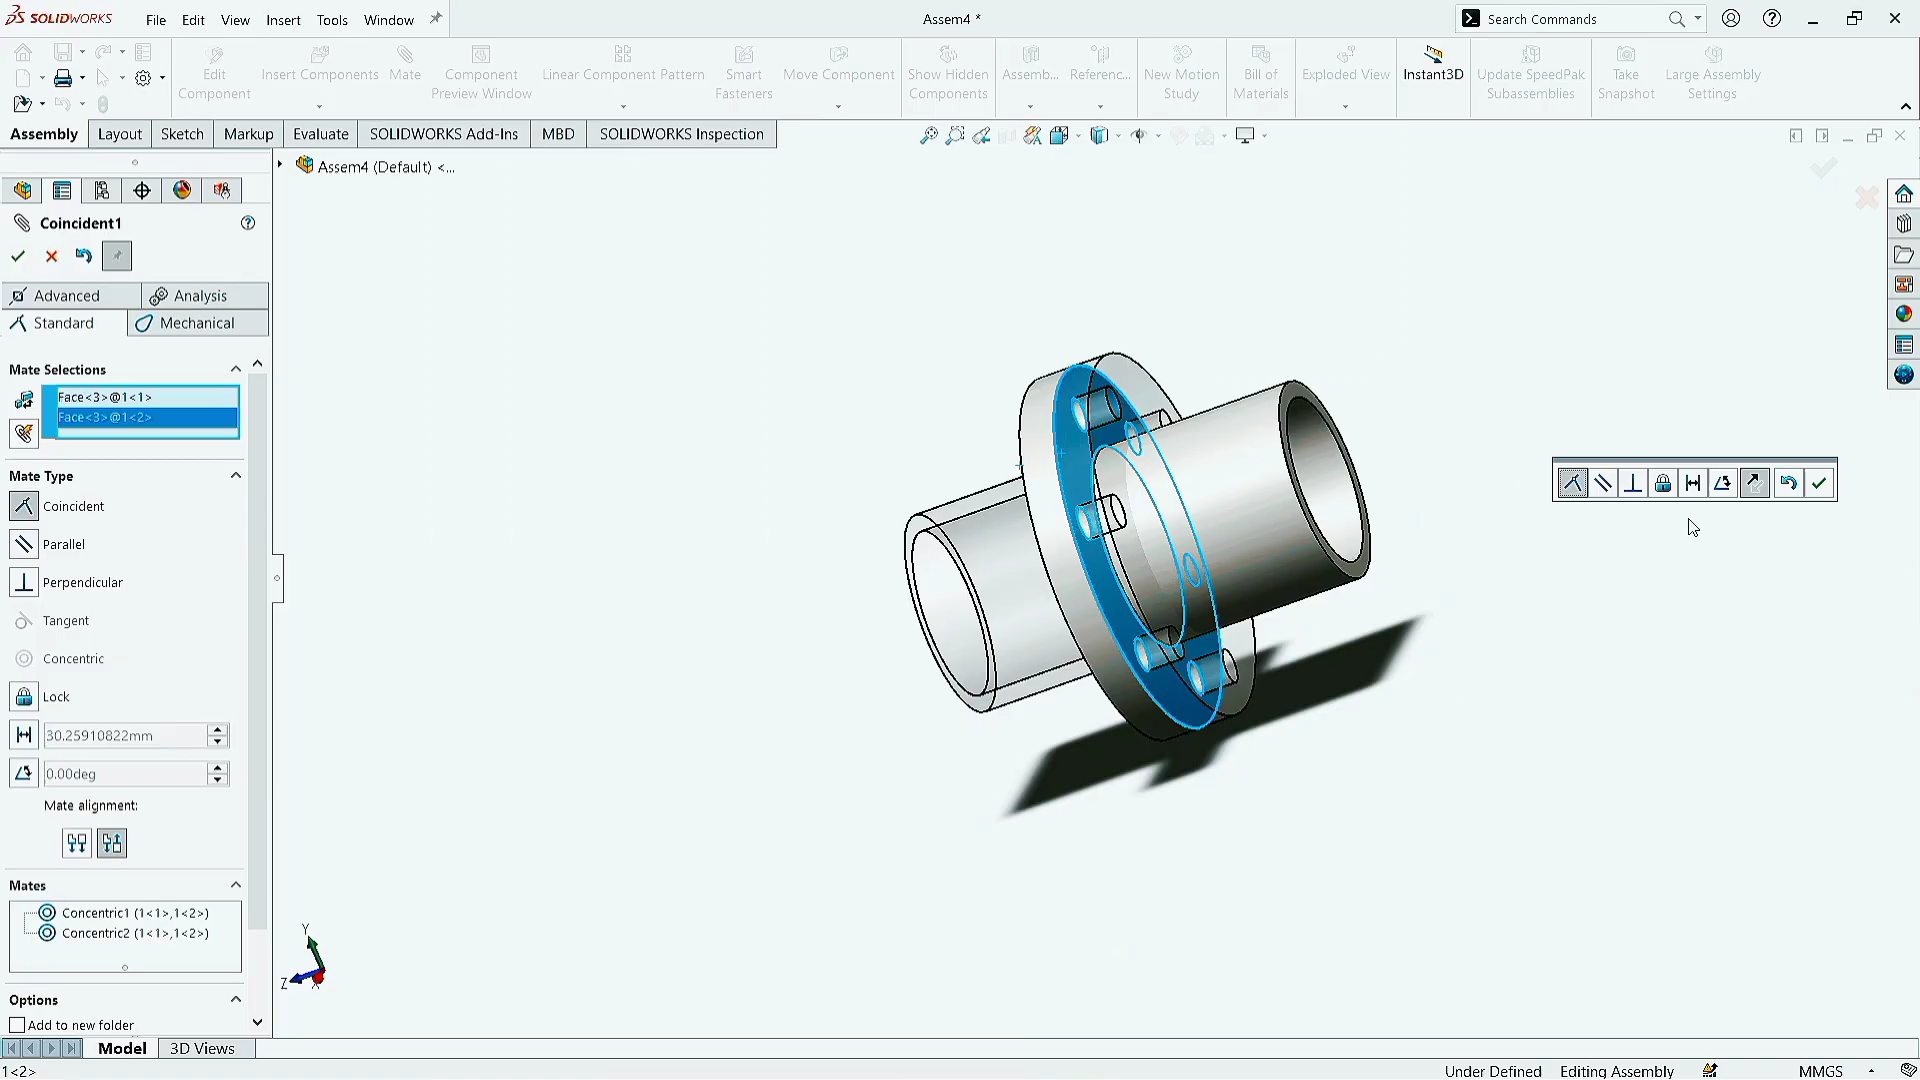 SOLIDWORKS
File Edit View Insert Tools Window
Assem4 *
Search Commands
Edit Component
Insert Components
Mate
Component Preview Window
Linear Component Pattern
Smart Fasteners
Move Component
Show Hidden Components
Assemb...
Referenc...
New Motion Study
Bill of Materials
Exploded View
Instant3D
Update SpeedPak Subassemblies
Take Snapshot
Large Assembly Settings
Assembly Layout Sketch Markup Evaluate SOLIDWORKS Add-Ins MBD SOLIDWORKS Inspection
Assem4 (Default) <...
Coincident1
Advanced Analysis
Standard Mechanical
Mate Selections
Face<3>@1<1>
Face<3>@1<2>
Mate Type
Coincident
Parallel
Perpendicular
Tangent
Concentric
Lock
30.25910822mm
0.00deg
Mate alignment:
Mates
Concentric1 (1<1>,1<2>)
Concentric2 (1<1>,1<2>)
Options
Add to new folder
Y
Z
X
Model 3D Views
1<2>
Under Defined Editing Assembly MMGS